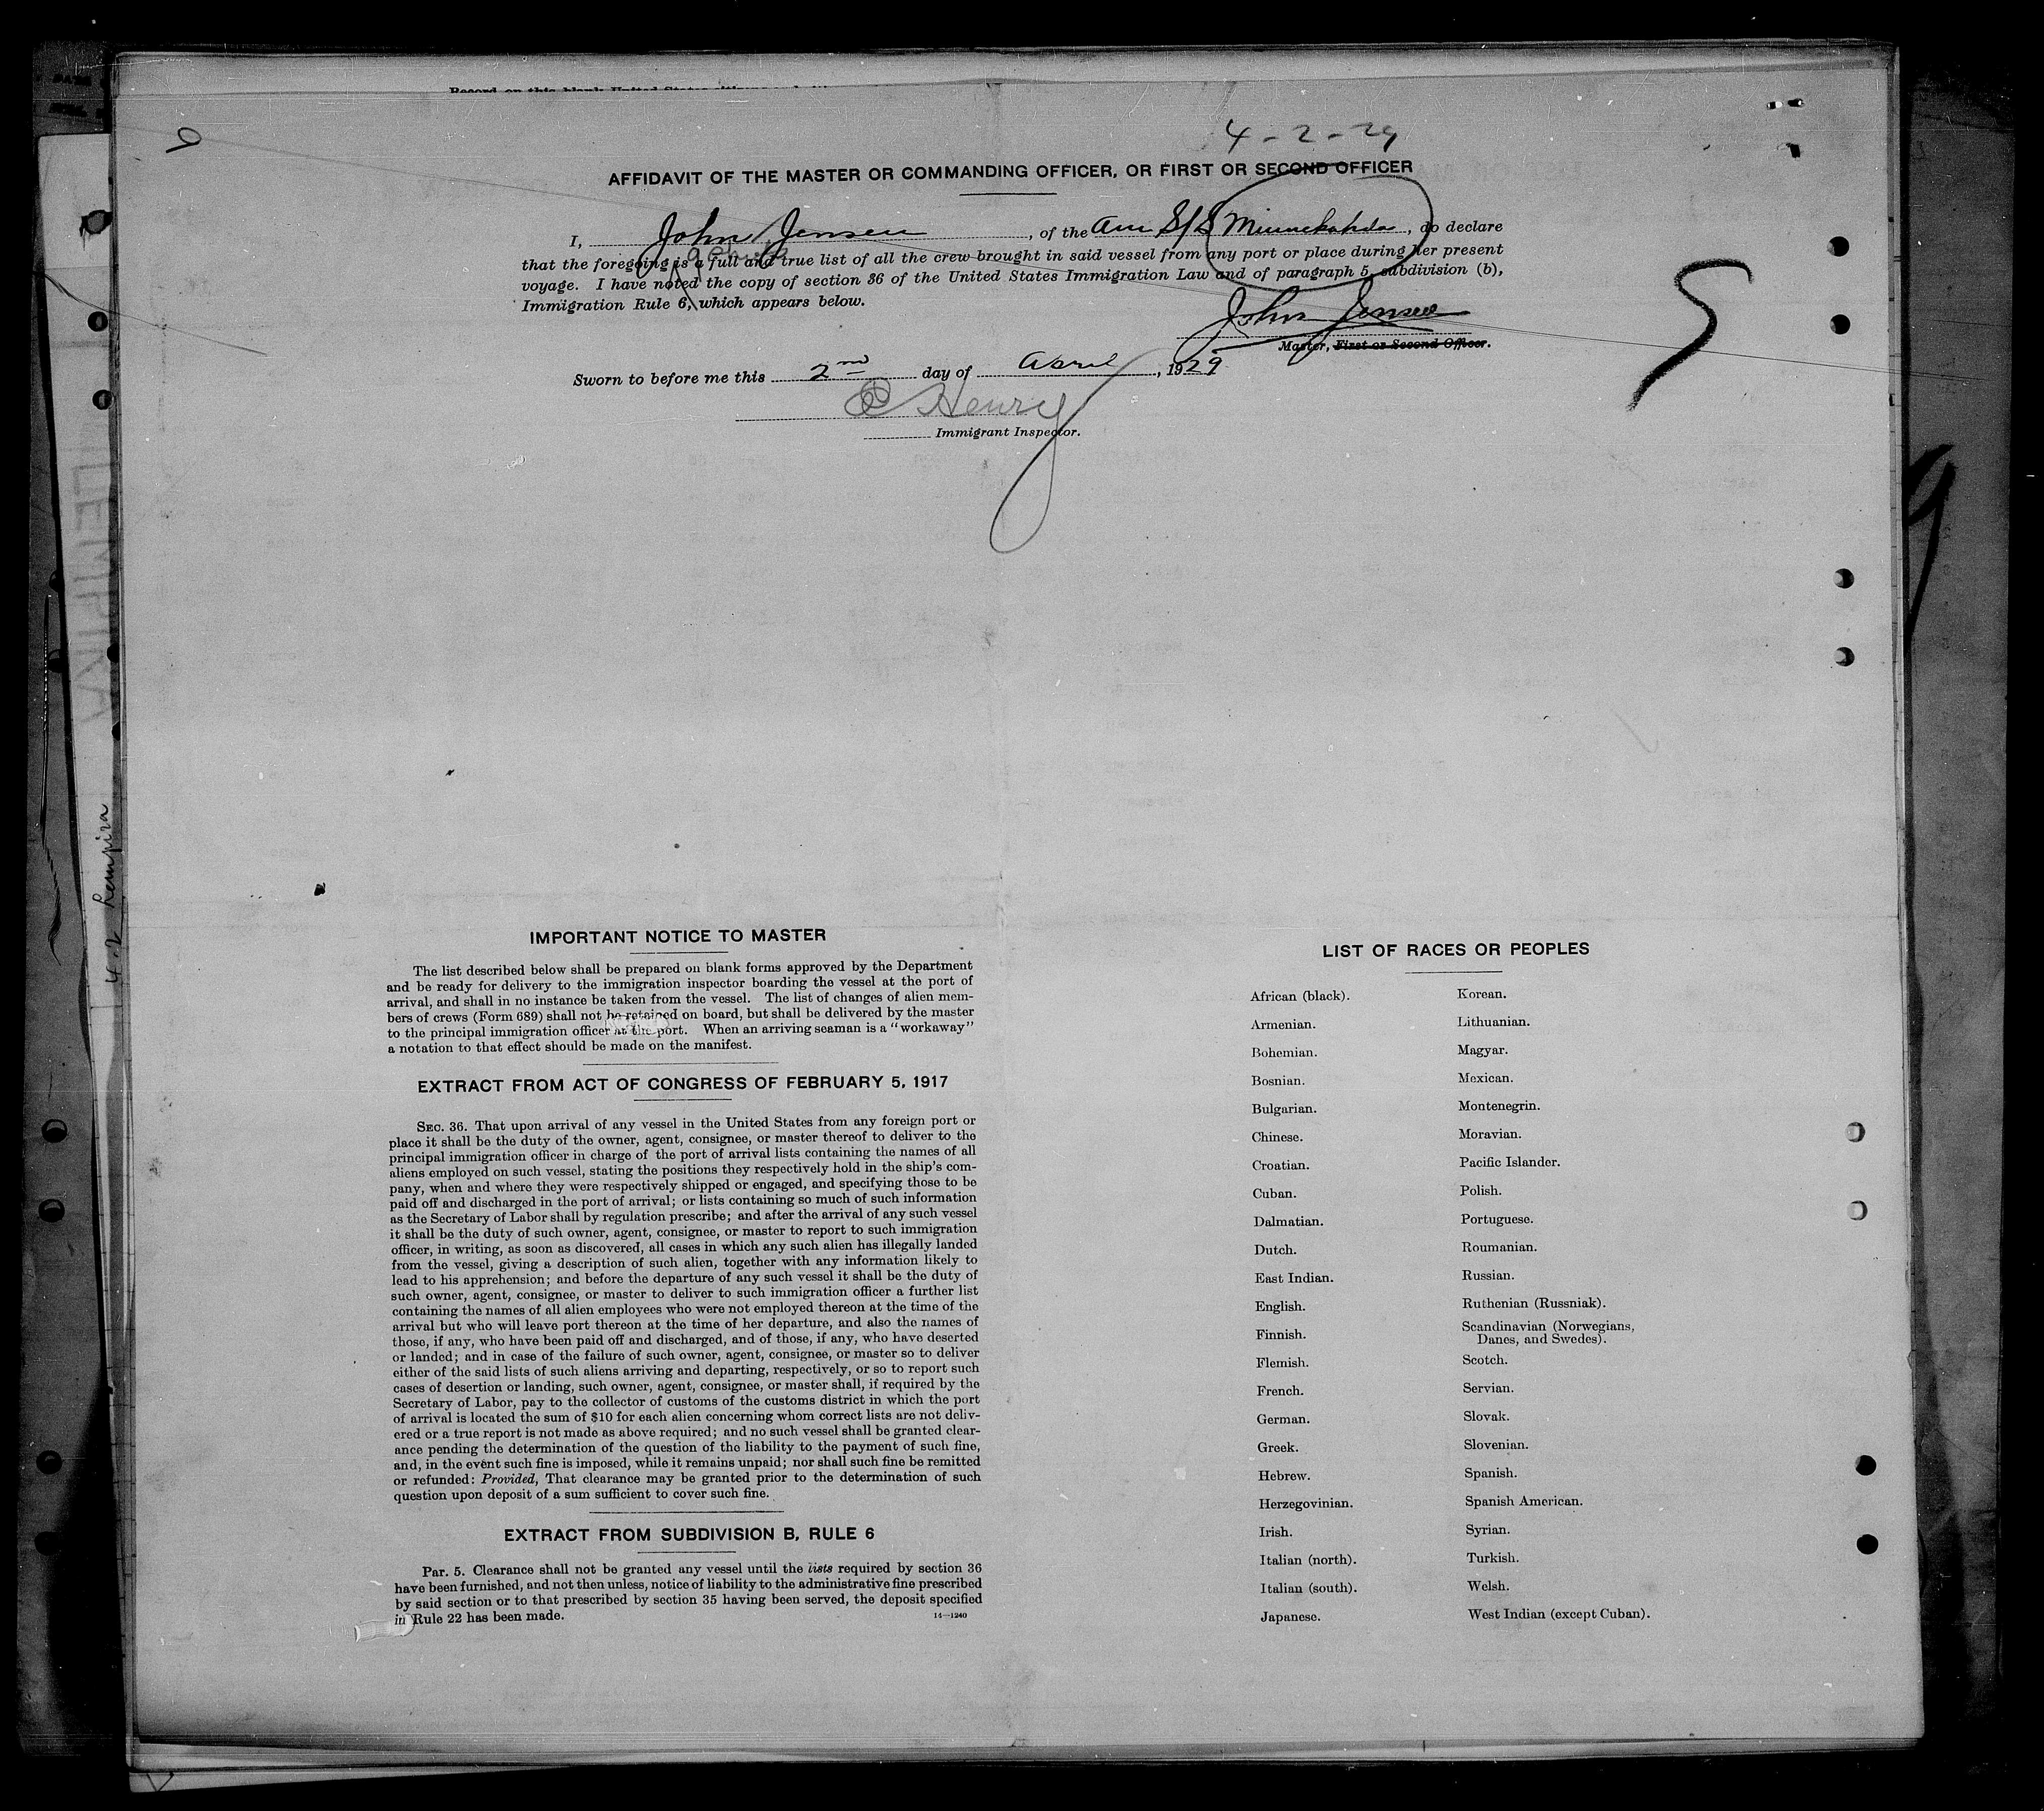 4-2-29
AFFIDAVIT OF THE MASTER OR COMMANDING OFFICER, OR FIRST OR SECOND OFFICER
I, John Jensen, of the Am S/S Minnekahda, do declare
that the foregoing is a full and true list of all the crew brought in said vessel from any port or place during her present
voyage. I have noted the copy of section 36 of the United States Immigration Law and of paragraph 5, subdivision (b),
Immigration Rule 6, which appears below.
John Jensen
Master, First or Second Officer.
Sworn to before me this 2nd day of April, 1929
Henry
Immigrant Inspector.
5
9
LEMPIRA
4-2 Lempira
IMPORTANT NOTICE TO MASTER
The list described below shall be prepared on blank forms approved by the Department
and be ready for delivery to the immigration inspector boarding the vessel at the port of
arrival, and shall in no instance be taken from the vessel. The list of changes of alien mem-
bers of crews (Form 689) shall not be retained on board, but shall be delivered by the master
to the principal immigration officer at the port. When an arriving seaman is a "workaway"
a notation to that effect should be made on the manifest.
EXTRACT FROM ACT OF CONGRESS OF FEBRUARY 5, 1917
SEC. 36. That upon arrival of any vessel in the United States from any foreign port or
place it shall be the duty of the owner, agent, consignee, or master thereof to deliver to the
principal immigration officer in charge of the port of arrival lists containing the names of all
aliens employed on such vessel, stating the positions they respectively hold in the ship's com-
pany, when and where they were respectively shipped or engaged, and specifying those to be
paid off and discharged in the port of arrival; or lists containing so much of such information
as the Secretary of Labor shall by regulation prescribe; and after the arrival of any such vessel
it shall be the duty of such owner, agent, consignee, or master to report to such immigration
officer, in writing, as soon as discovered, all cases in which any such alien has illegally landed
from the vessel, giving a description of such alien, together with any information likely to
lead to his apprehension; and before the departure of any such vessel it shall be the duty of
such owner, agent, consignee, or master to deliver to such immigration officer a further list
containing the names of all alien employees who were not employed thereon at the time of the
arrival but who will leave port thereon at the time of her departure, and also the names of
those, if any, who have been paid off and discharged, and of those, if any, who have deserted
or landed; and in case of the failure of such owner, agent, consignee, or master so to deliver
either of the said lists of such aliens arriving and departing, respectively, or so to report such
cases of desertion or landing, such owner, agent, consignee, or master shall, if required by the
Secretary of Labor, pay to the collector of customs of the customs district in which the port
of arrival is located the sum of $10 for each alien concerning whom correct lists are not deliv-
ered or a true report is not made as above required; and no such vessel shall be granted clear-
ance pending the determination of the question of the liability to the payment of such fine,
and, in the event such fine is imposed, while it remains unpaid; nor shall such fine be remitted
or refunded: Provided, That clearance may be granted prior to the determination of such
question upon deposit of a sum sufficient to cover such fine.
EXTRACT FROM SUBDIVISION B, RULE 6
Par. 5. Clearance shall not be granted any vessel until the lists required by section 36
have been furnished, and not then unless, notice of liability to the administrative fine prescribed
by said section or to that prescribed by section 35 having been served, the deposit specified
in Rule 22 has been made.
14—1240
LIST OF RACES OR PEOPLES
African (black).
Armenian.
Bohemian.
Bosnian.
Bulgarian.
Chinese.
Croatian.
Cuban.
Dalmatian.
Dutch.
East Indian.
English.
Finnish.
Flemish.
French.
German.
Greek.
Hebrew.
Herzegovinian.
Irish.
Italian (north).
Italian (south).
Japanese.
Korean.
Lithuanian.
Magyar.
Mexican.
Montenegrin.
Moravian.
Pacific Islander.
Polish.
Portuguese.
Roumanian.
Russian.
Ruthenian (Russniak).
Scandinavian (Norwegians,
Danes, and Swedes).
Scotch.
Servian.
Slovak.
Slovenian.
Spanish.
Spanish American.
Syrian.
Turkish.
Welsh.
West Indian (except Cuban).